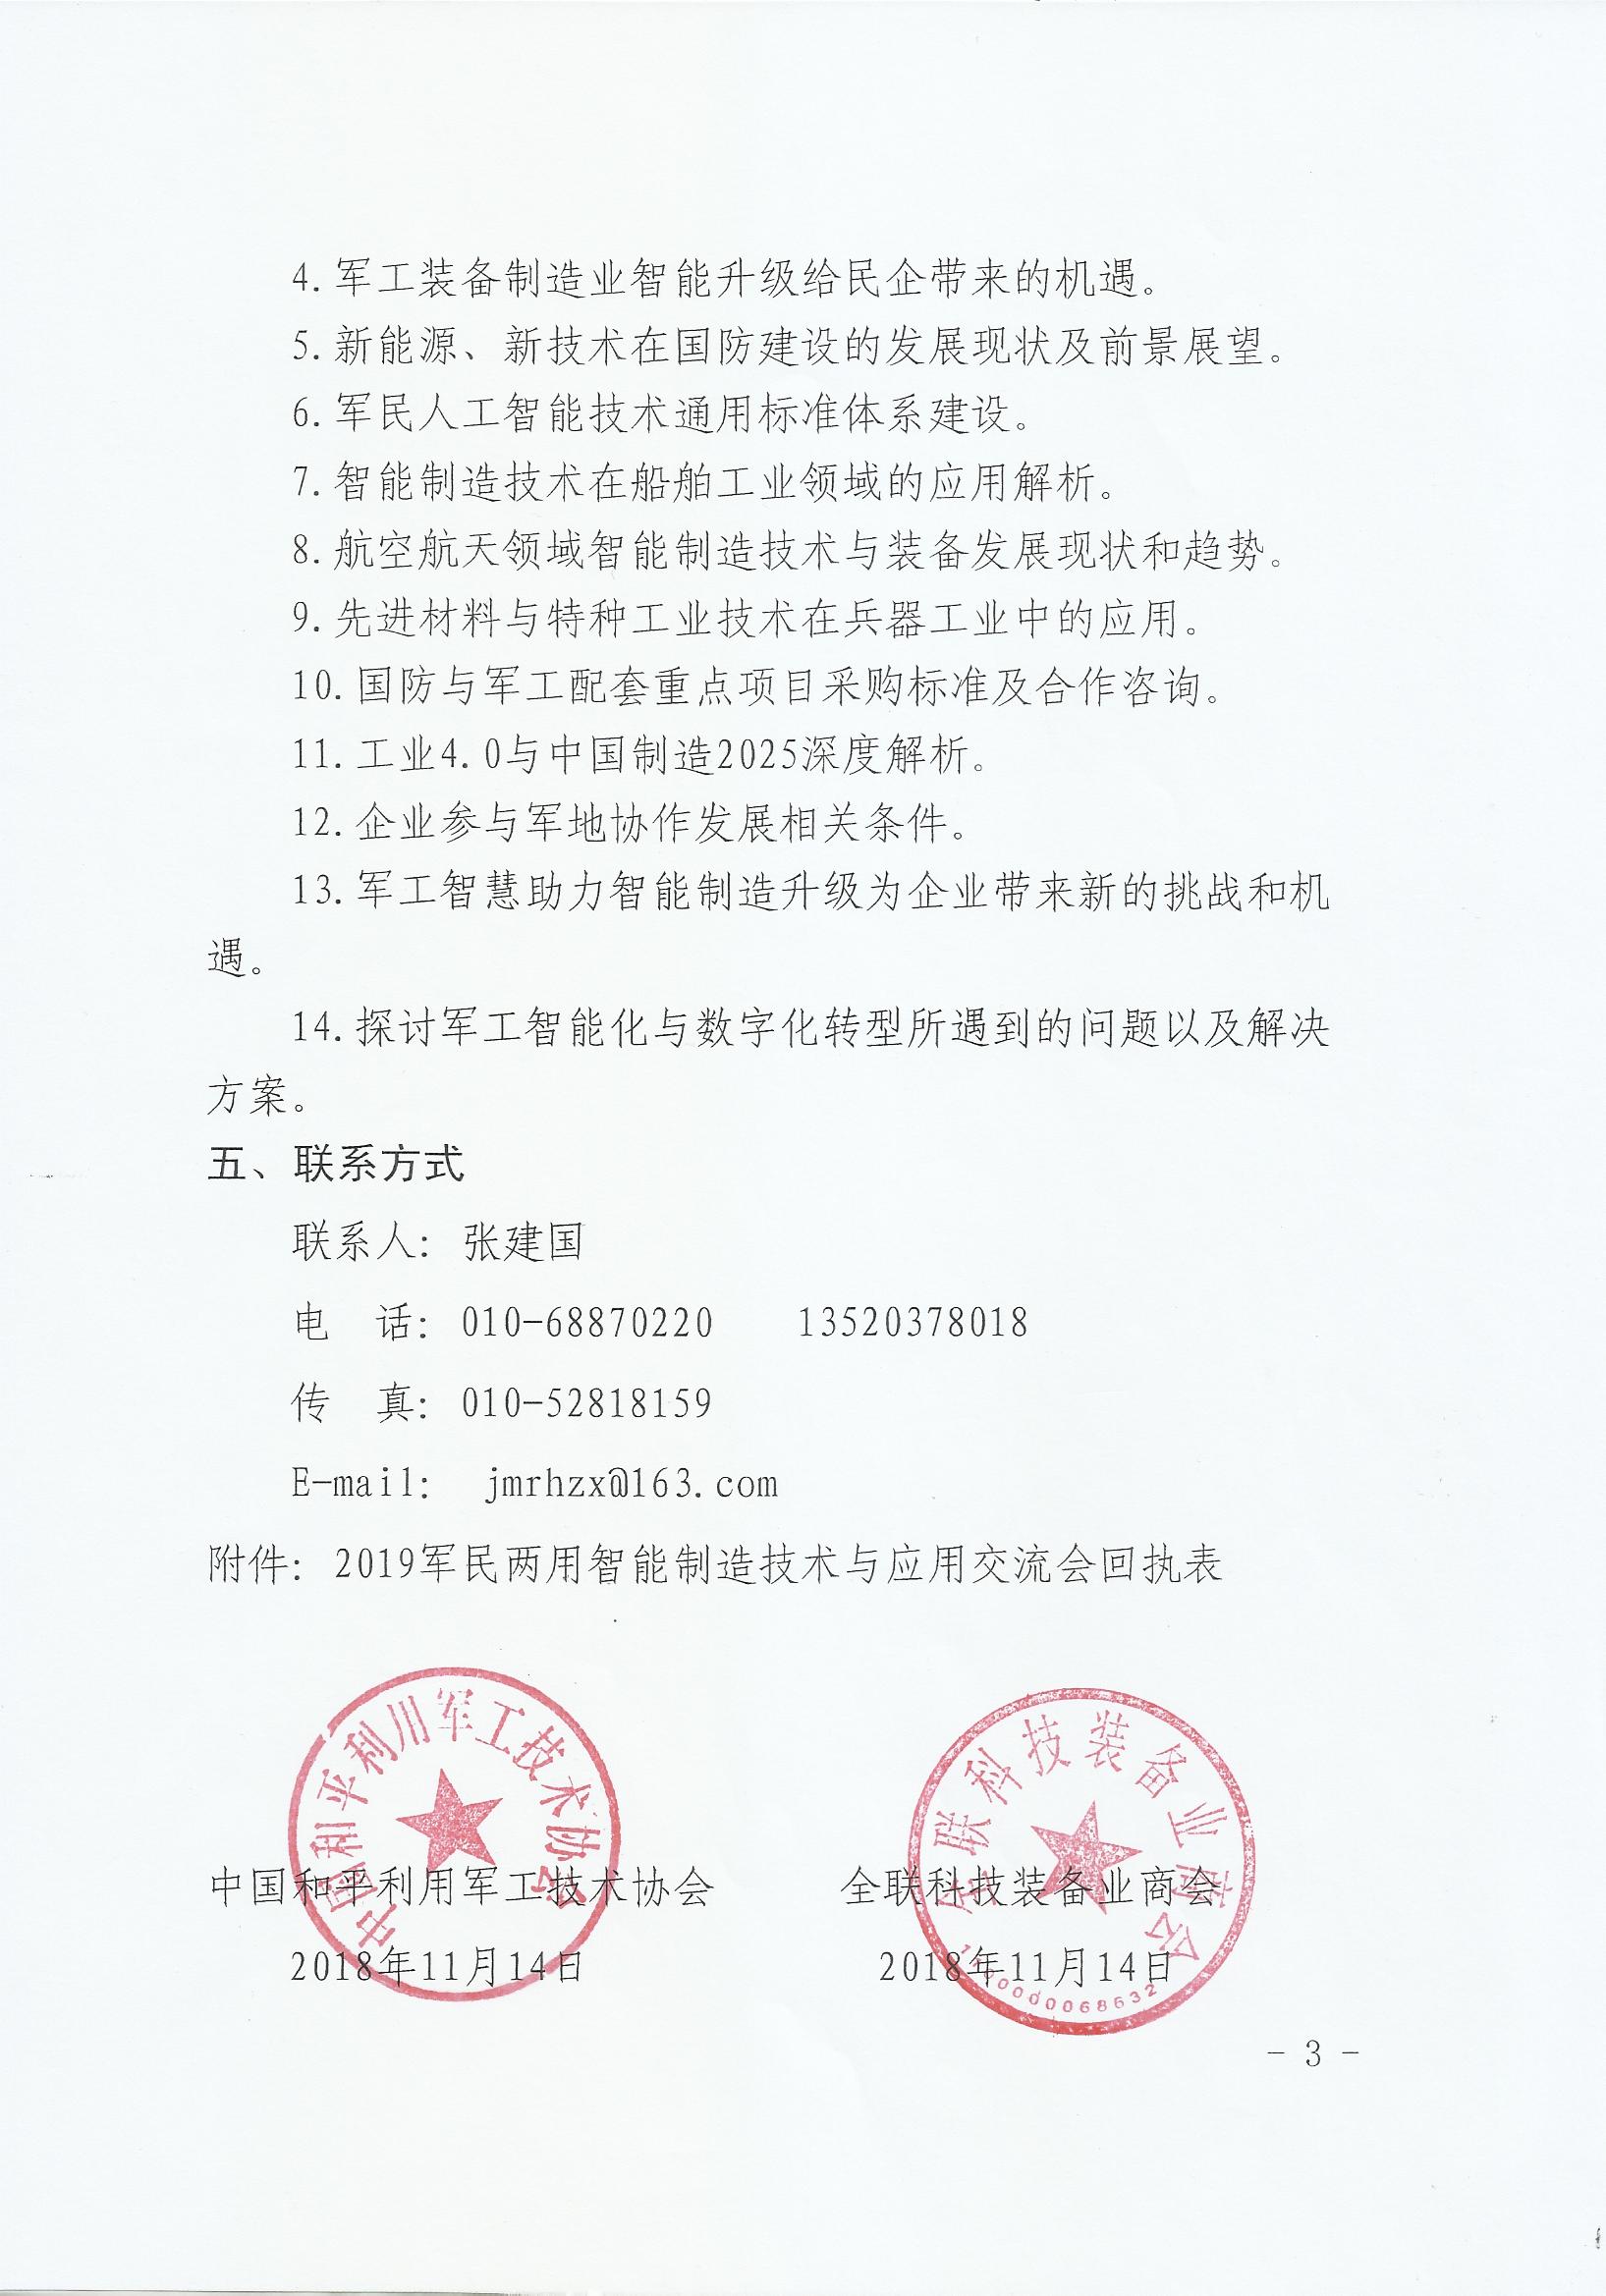 4.军工装备制造业智能升级给民企带来的机遇。
5.新能源、新技术在国防建设的发展现状及前景展望。
6.军民人工智能技术通用标准体系建设。
7.智能制造技术在船舶工业领域的应用解析。
8.航空航天领域智能制造技术与装备发展现状和趋势。
9.先进材料与特种工业技术在兵器工业中的应用。
10.国防与军工配套重点项目采购标准及合作咨询。
11.工业4.0与中国制造2025深度解析。
12.企业参与军地协作发展相关条件。
13.军工智慧助力智能制造升级为企业带来新的挑战和机
遇。
14.探讨军工智能化与数字化转型所遇到的问题以及解决
方案。
五、联系方式
联系人：张建国
电 话：010-68870220 13520378018
传 真：010-52818159
E-mail： jmrhzx@163.com
附件：2019军民两用智能制造技术与应用交流会回执表
中国和平利用军工技术协会
全联科技装备业商会
中国和平利用军工技术协会 全联科技装备业商会
2018年11月14日 2018年11月14日
- 3 -